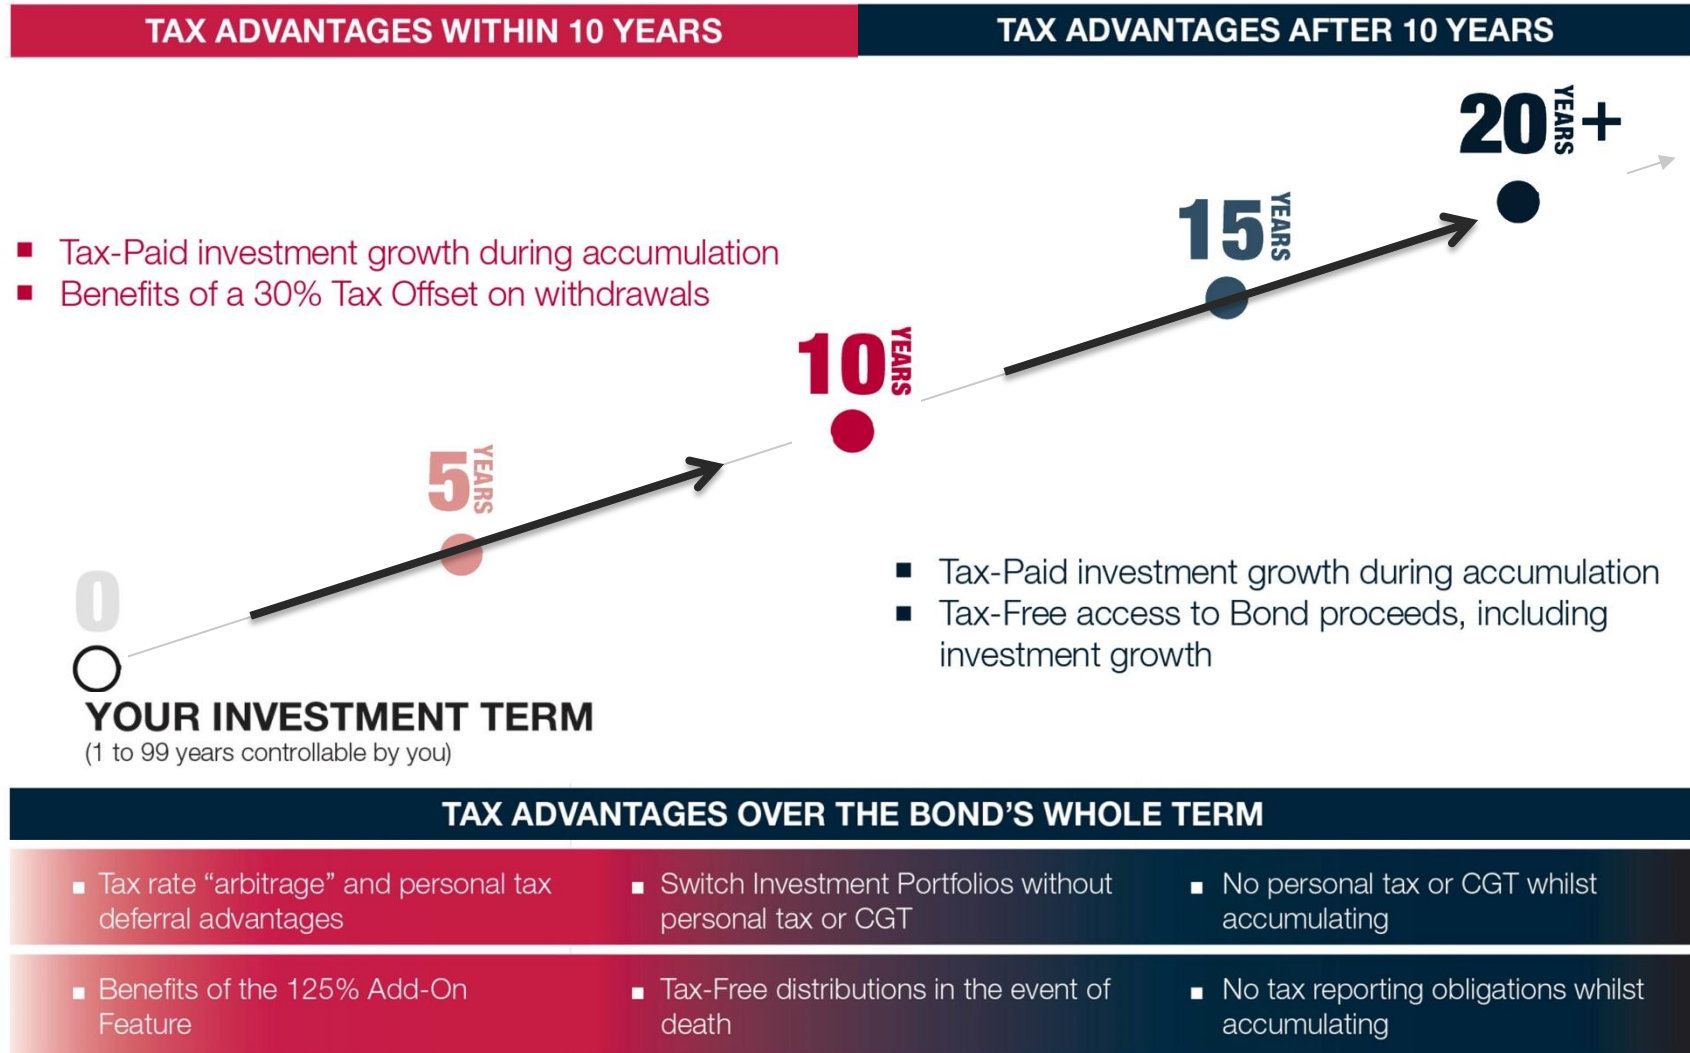 TAX ADVANTAGES WITHIN 10 YEARS
TAX ADVANTAGES AFTER 10 YEARS
20 YEARS +
15 YEARS
■ Tax-Paid investment growth during accumulation
■ Benefits of a 30% Tax Offset on withdrawals
10 YEARS
5 YEARS
0
■ Tax-Paid investment growth during accumulation
■ Tax-Free access to Bond proceeds, including
investment growth
YOUR INVESTMENT TERM
(1 to 99 years controllable by you)
TAX ADVANTAGES OVER THE BOND'S WHOLE TERM
■ Tax rate “arbitrage” and personal tax
deferral advantages
■ Switch Investment Portfolios without
personal tax or CGT
■ No personal tax or CGT whilst
accumulating
■ Benefits of the 125% Add-On
Feature
■ Tax-Free distributions in the event of
death
■ No tax reporting obligations whilst
accumulating